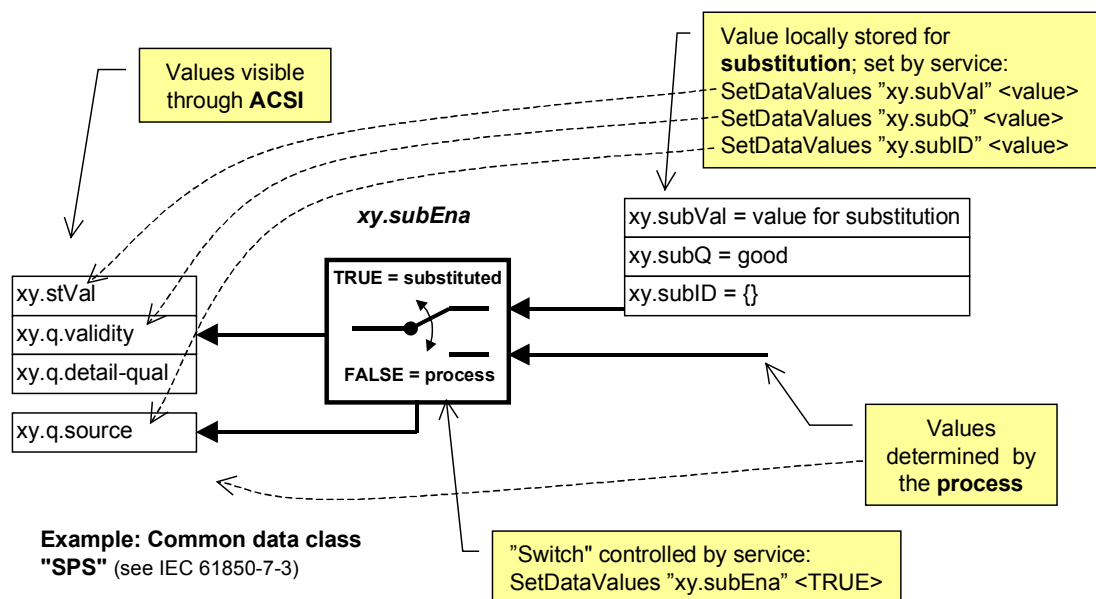 Values visible
through ACSI
Value locally stored for
substitution; set by service:
SetDataValues ”xy.subVal” <value>
SetDataValues ”xy.subQ” <value>
SetDataValues ”xy.subID” <value>
xy.subEna
xy.subVal = value for substitution
xy.subQ = good
xy.subID = {}
TRUE = substituted
FALSE = process
xy.stVal
xy.q.validity
xy.q.detail-qual
xy.q.source
Values
determined by
the process
Example: Common data class
"SPS" (see IEC 61850-7-3)
”Switch" controlled by service:
SetDataValues ”xy.subEna” <TRUE>